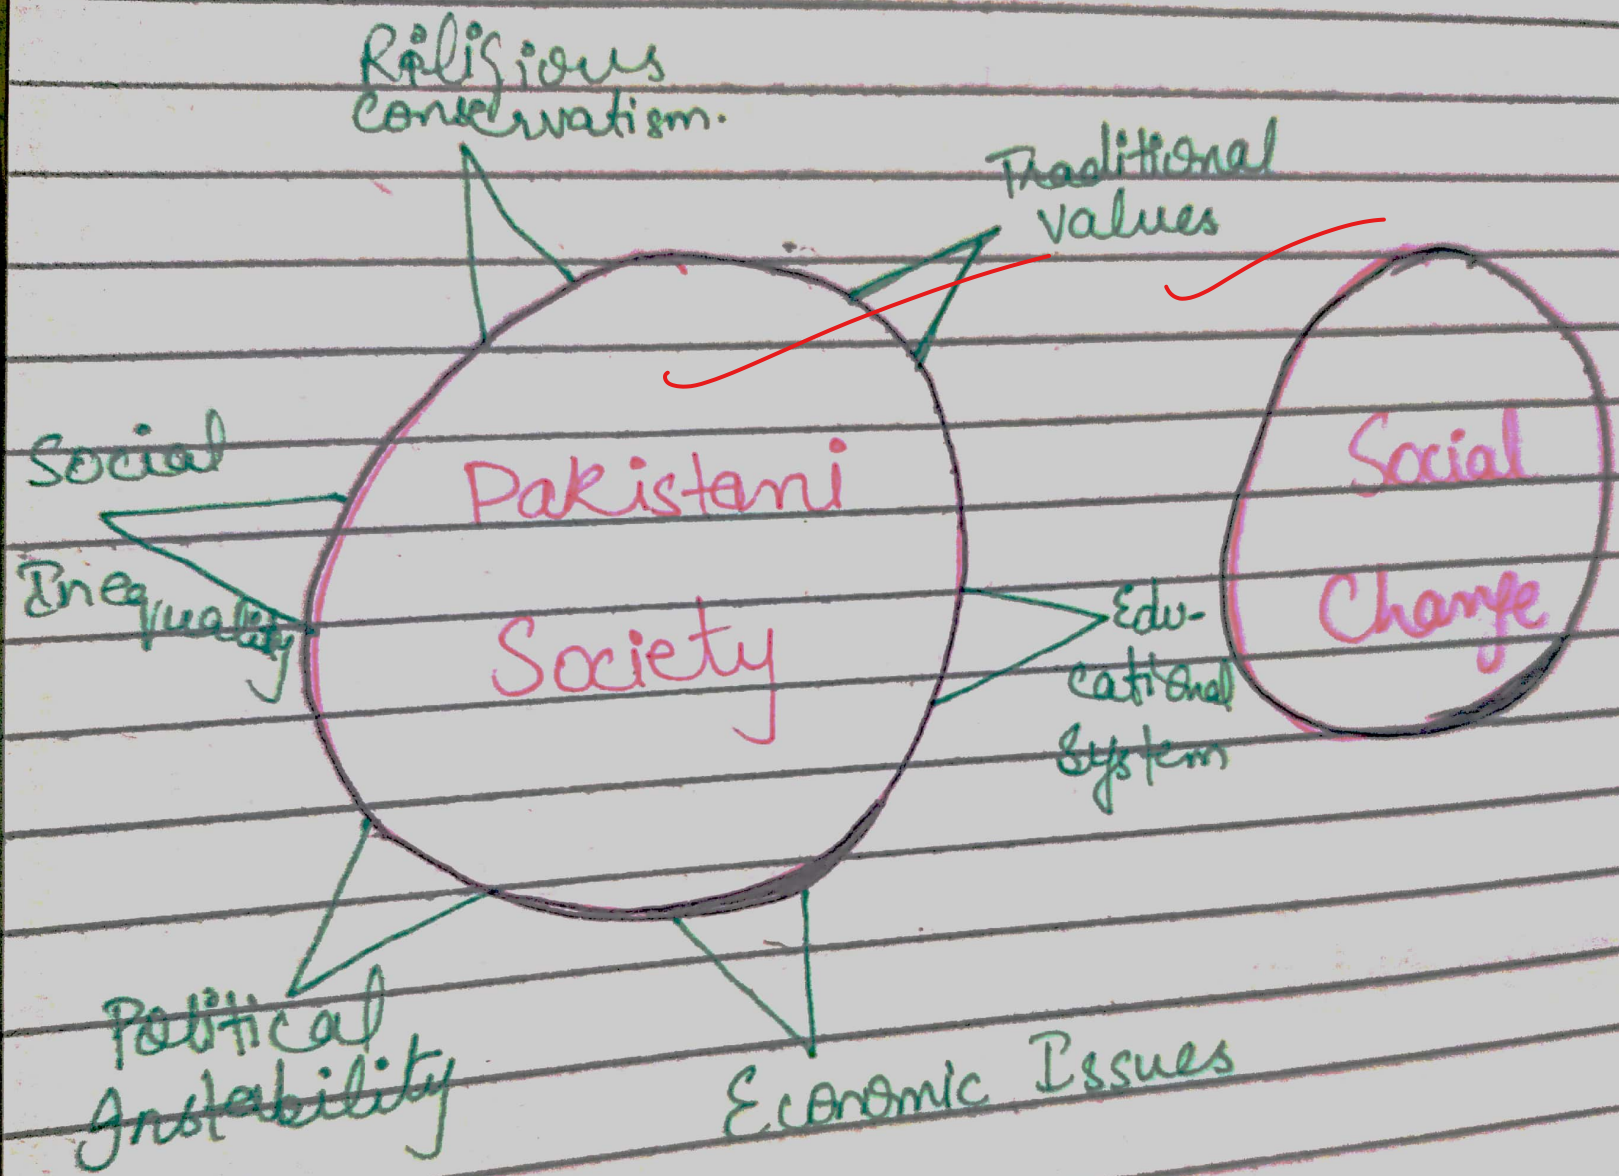 Religious
Conservatism.
Traditional
values
Social
Inequality
Pakistani
Society
Social
Change
Edu-
cational
System
Political
Instability
Economic Issues